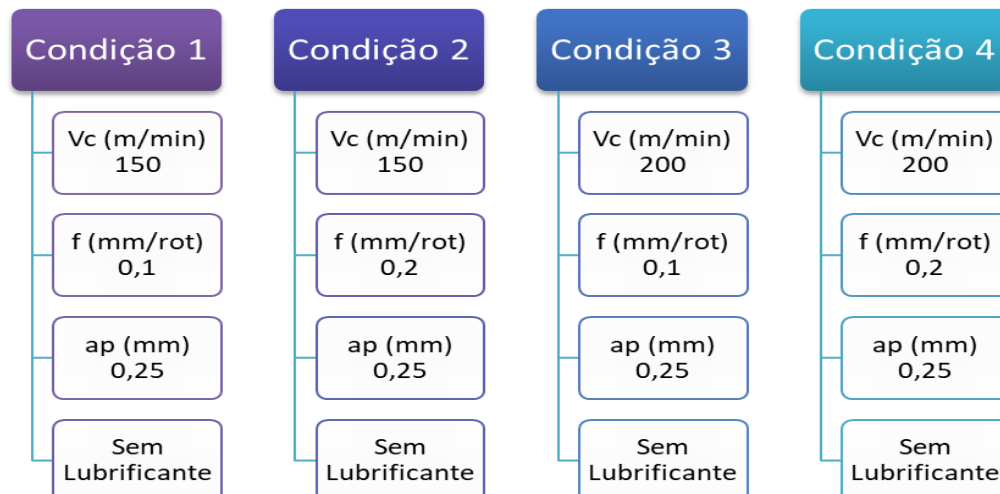 Condição 1
Vc (m/min)
150
f (mm/rot)
0,1
ap (mm)
0,25
Sem
Lubrificante
Condição 2
Vc (m/min)
150
f (mm/rot)
0,2
ap (mm)
0,25
Sem
Lubrificante
Condição 3
Vc (m/min)
200
f (mm/rot)
0,1
ap (mm)
0,25
Sem
Lubrificante
Condição 4
Vc (m/min)
200
f (mm/rot)
0,2
ap (mm)
0,25
Sem
Lubrificante